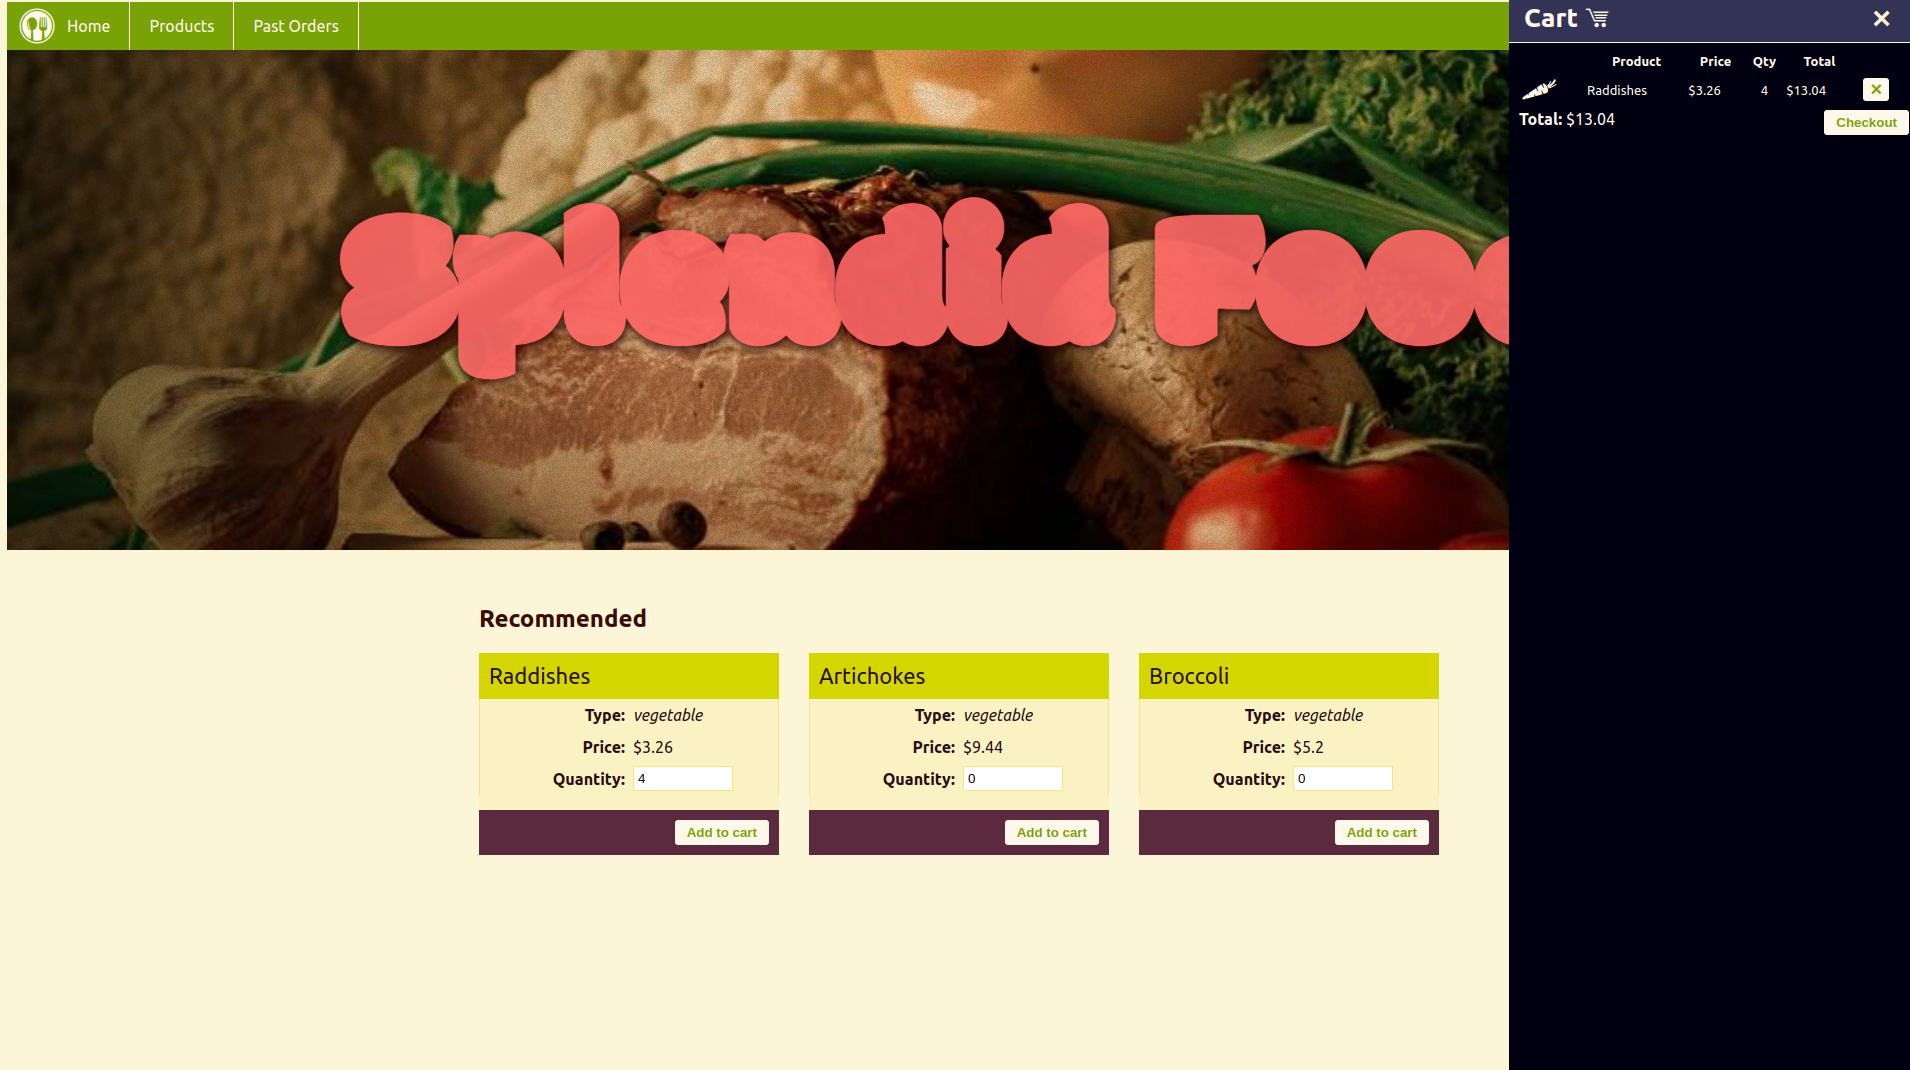 Home Products Past Orders
Cart
Product Price Qty Total
Raddishes $3.26 4 $13.04
Total: $13.04
Checkout
Splendid Food
Recommended
Raddishes
Type: vegetable
Price: $3.26
Quantity: 4
Add to cart
Artichokes
Type: vegetable
Price: $9.44
Quantity: 0
Add to cart
Broccoli
Type: vegetable
Price: $5.2
Quantity: 0
Add to cart